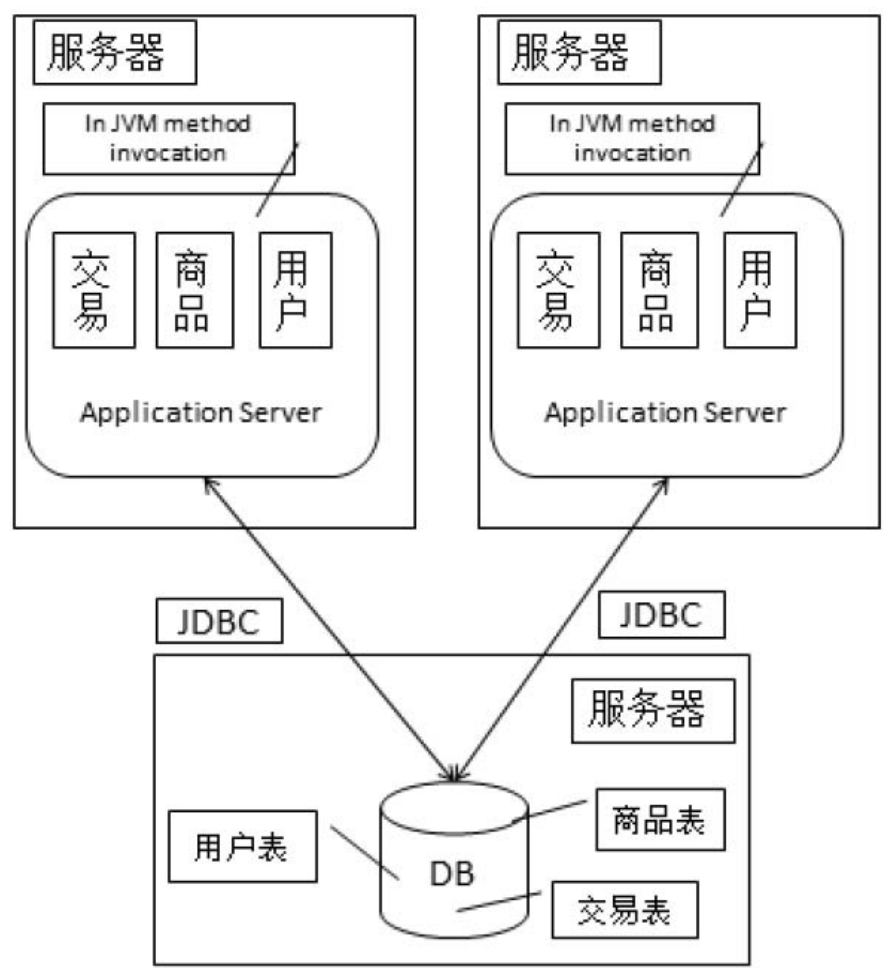 服务器
In JVM method
invocation
交易
商品
用户
Application Server
服务器
In JVM method
invocation
交易
商品
用户
Application Server
JDBC
JDBC
服务器
用户表
DB
商品表
交易表